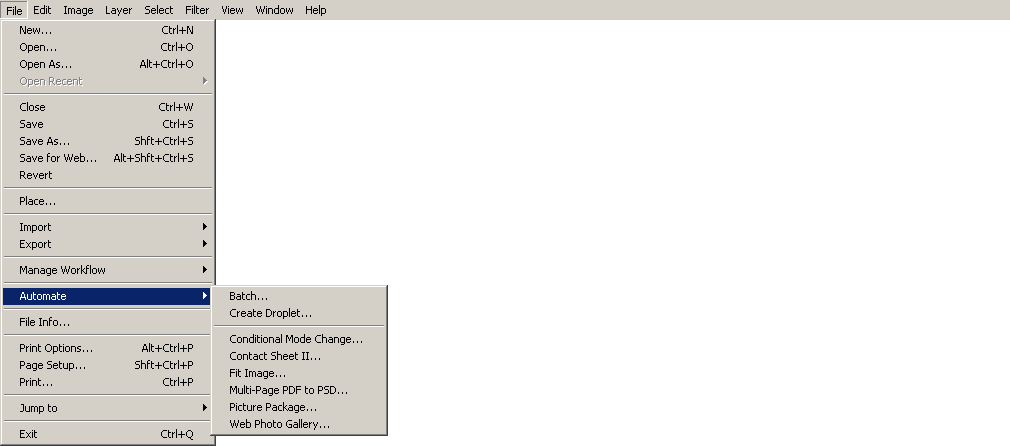 File Edit Image Layer Select Filter View Window Help
New... Ctrl+N
Open... Ctrl+O
Open As... Alt+Ctrl+O
Open Recent
Close Ctrl+W
Save Ctrl+S
Save As... Shft+Ctrl+S
Save for Web... Alt+Shft+Ctrl+S
Revert
Place...
Import
Export
Manage Workflow
Automate
File Info...
Print Options... Alt+Ctrl+P
Page Setup... Shft+Ctrl+P
Print... Ctrl+P
Jump to
Exit Ctrl+Q
Batch...
Create Droplet...
Conditional Mode Change...
Contact Sheet II...
Fit Image...
Multi-Page PDF to PSD...
Picture Package...
Web Photo Gallery...